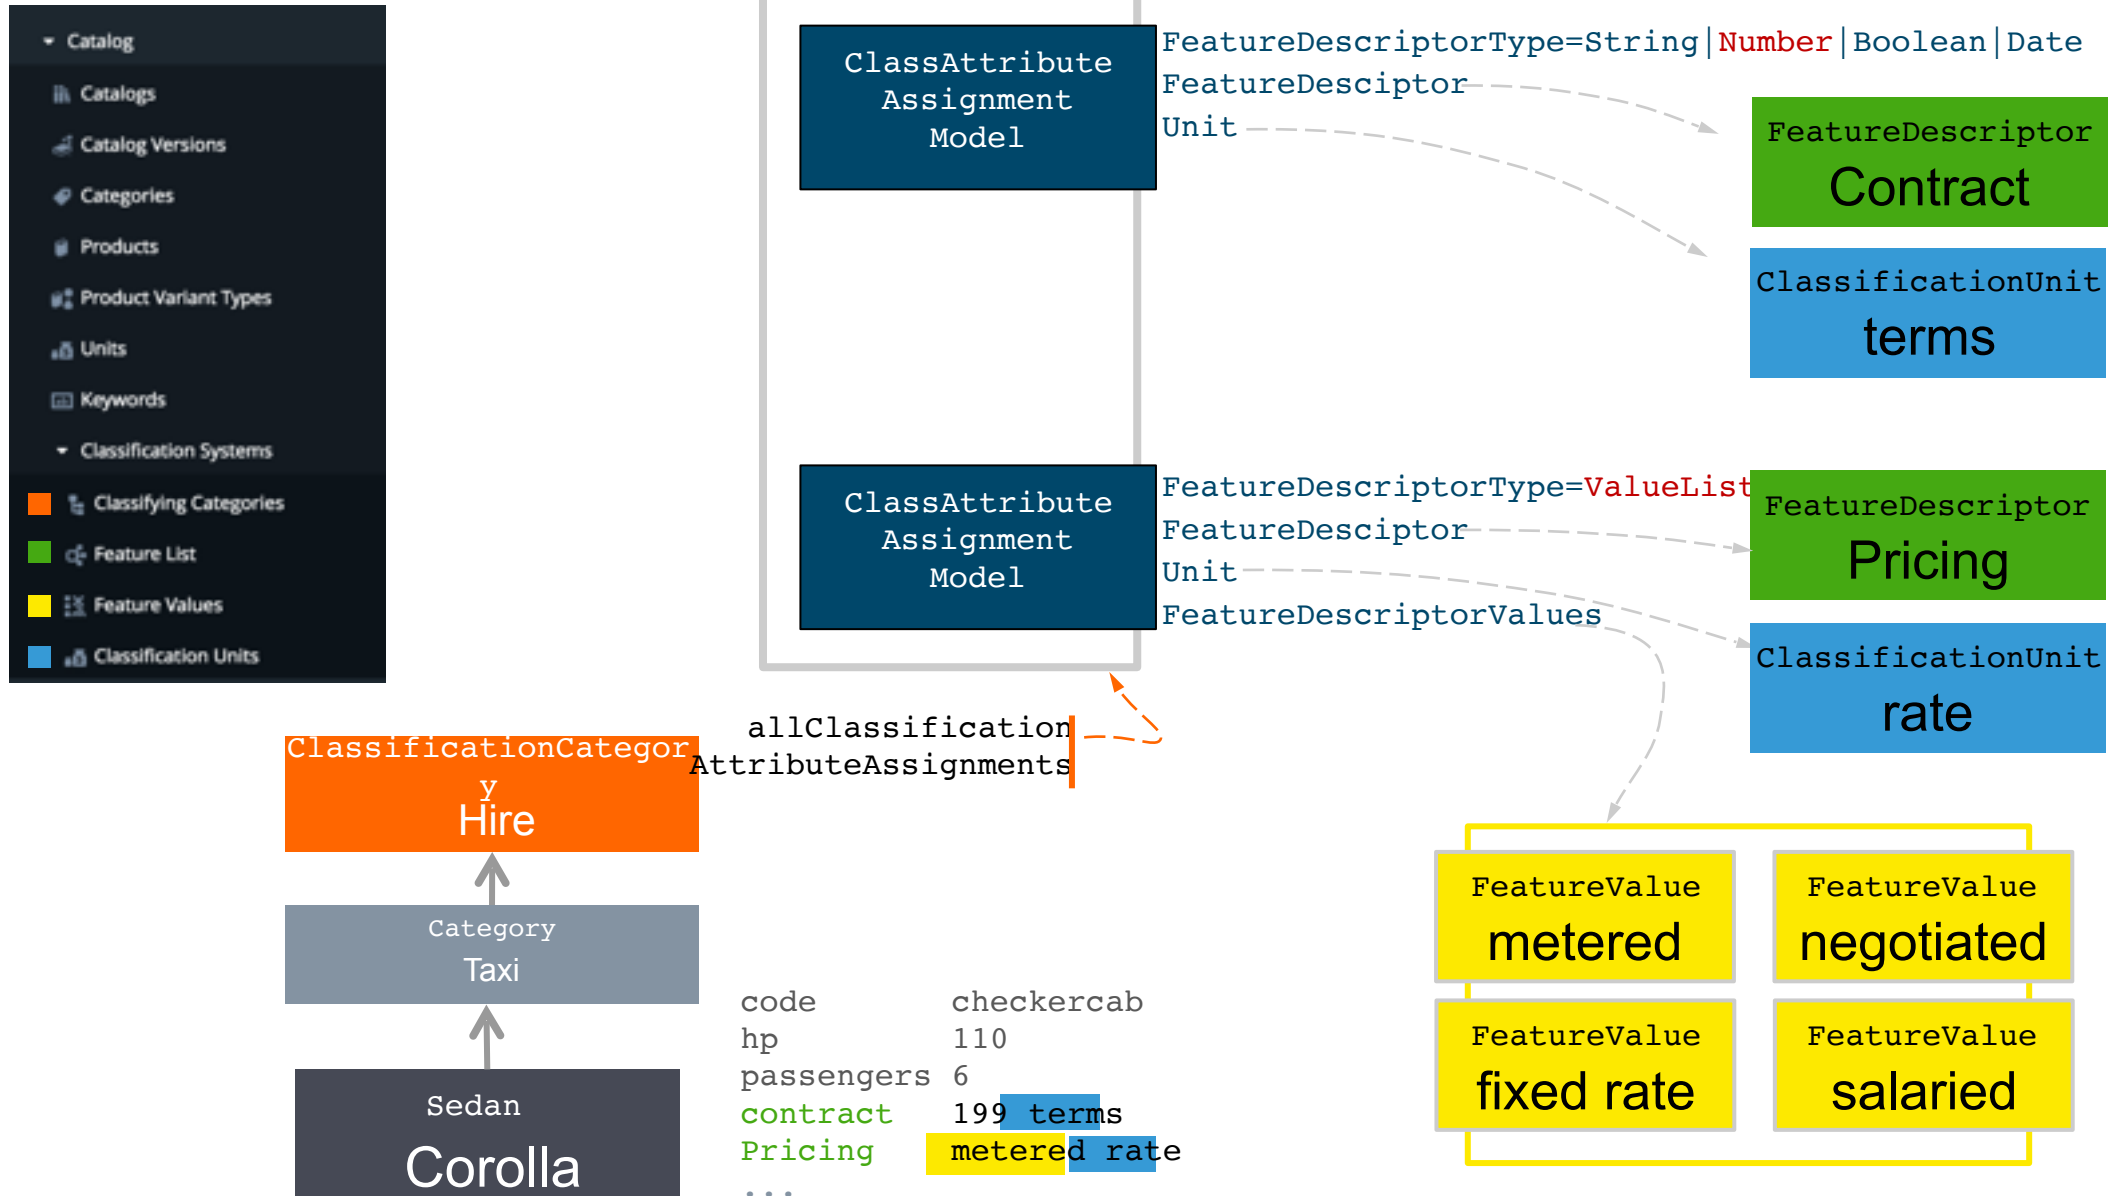 Catalog
Catalogs
Catalog Versions
Categories
Products
Product Variant Types
Units
Keywords
Classification Systems
Classifying Categories
Feature List
Feature Values
Classification Units
ClassAttribute
Assignment
Model
FeatureDescriptorType=String|Number|Boolean|Date
FeatureDesciptor
Unit
FeatureDescriptor
Contract
ClassificationUnit
terms
ClassAttribute
Assignment
Model
FeatureDescriptorType=ValueList
FeatureDesciptor
Unit
FeatureDescriptorValues
FeatureDescriptor
Pricing
ClassificationUnit
rate
allClassification
AttributeAssignments
ClassificationCategor
y
Hire
Category
Taxi
Sedan
Corolla
code checkercab
hp 110
passengers 6
contract 199 terms
Pricing metered rate
...
FeatureValue
metered
FeatureValue
negotiated
FeatureValue
fixed rate
FeatureValue
salaried